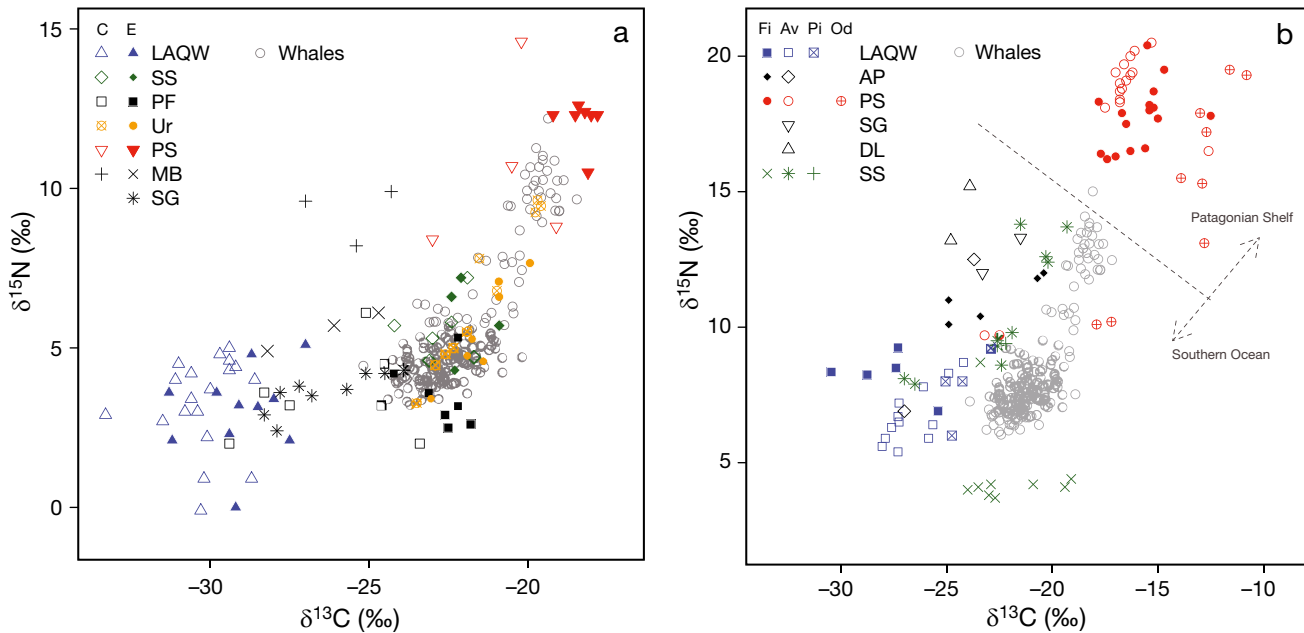 a
C E
LAQW
Whales
SS
PF
Ur
PS
MB
SG
15
10
5
0
δ15N (‰)
–30
–25
–20
δ13C (‰)
b
Fi Av Pi Od
LAQW
Whales
AP
PS
SG
DL
SS
20
15
10
5
δ15N (‰)
Patagonian Shelf
Southern Ocean
–30
–25
–20
–15
–10
δ13C (‰)